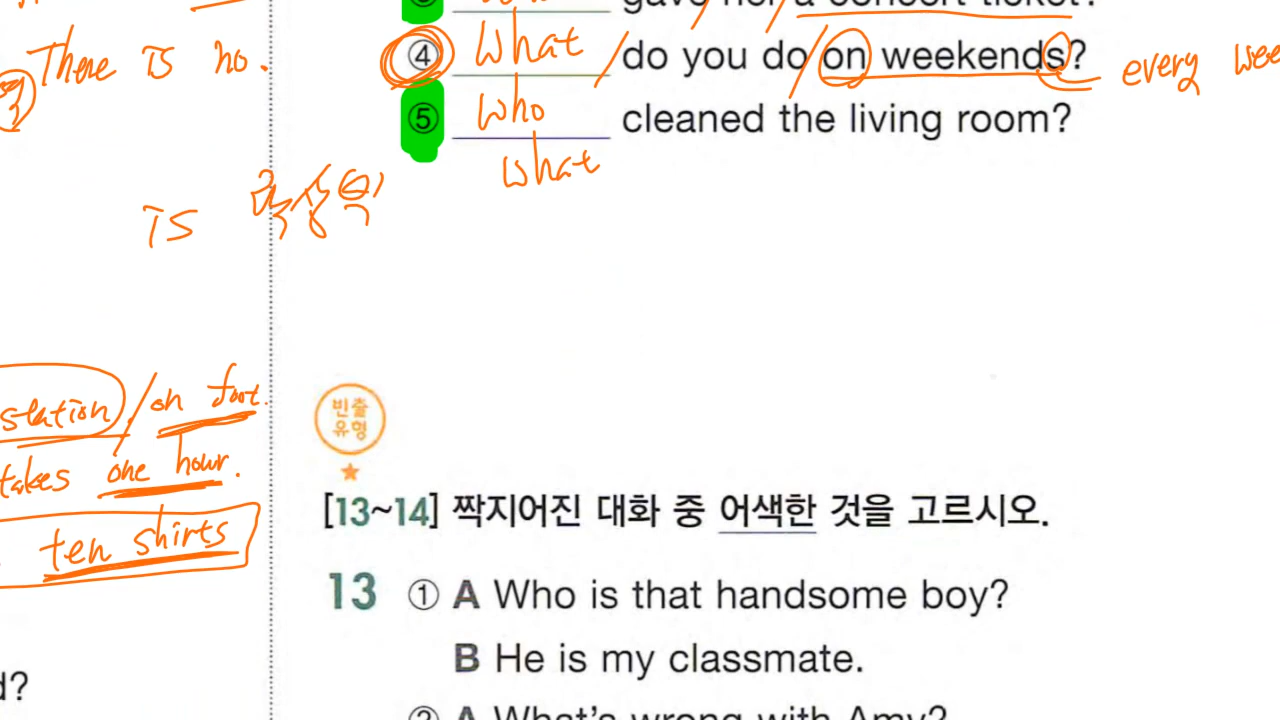 gave her a concert ticket?
There is no.
④ What do you do on weekends? every
⑤ who cleaned the living room?
what
is
station / on foot.
takes one hour.
ten shirts
빈출
유형
[13~14] 짝지어진 대화 중 어색한 것을 고르시오.
13 ① A Who is that handsome boy?
B He is my classmate.
d?
② A What's wrong with Amy?